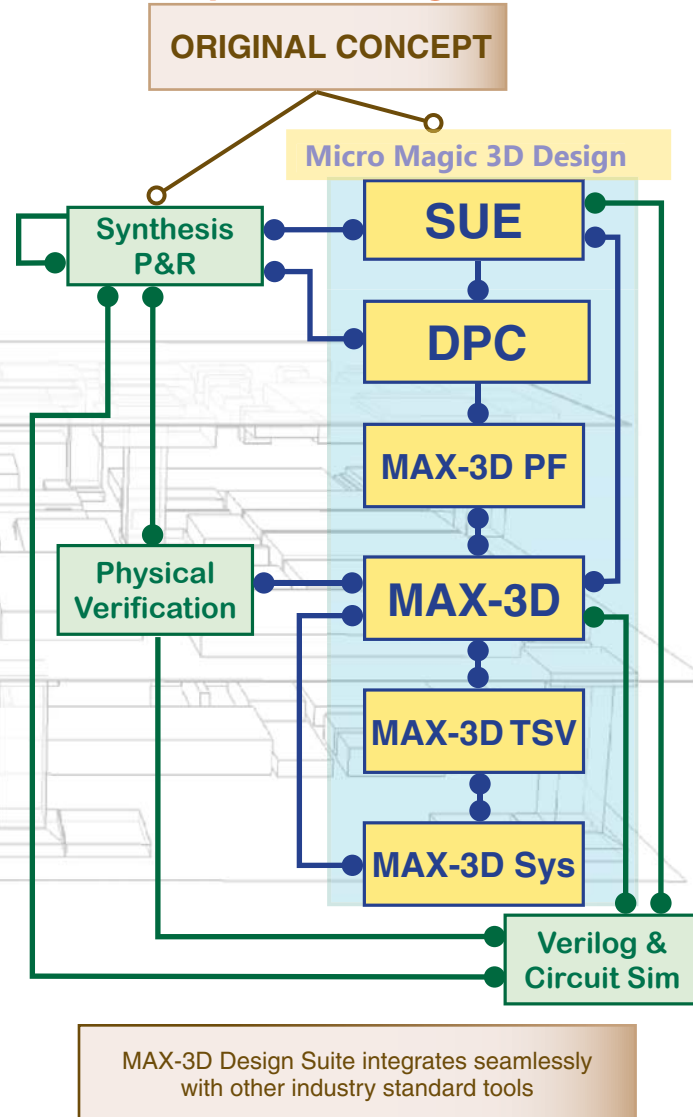 ORIGINAL CONCEPT
Micro Magic 3D Design
Synthesis
P&R
SUE
DPC
MAX-3D PF
Physical
Verification
MAX-3D
MAX-3D TSV
MAX-3D Sys
Verilog &
Circuit Sim
MAX-3D Design Suite integrates seamlessly
with other industry standard tools